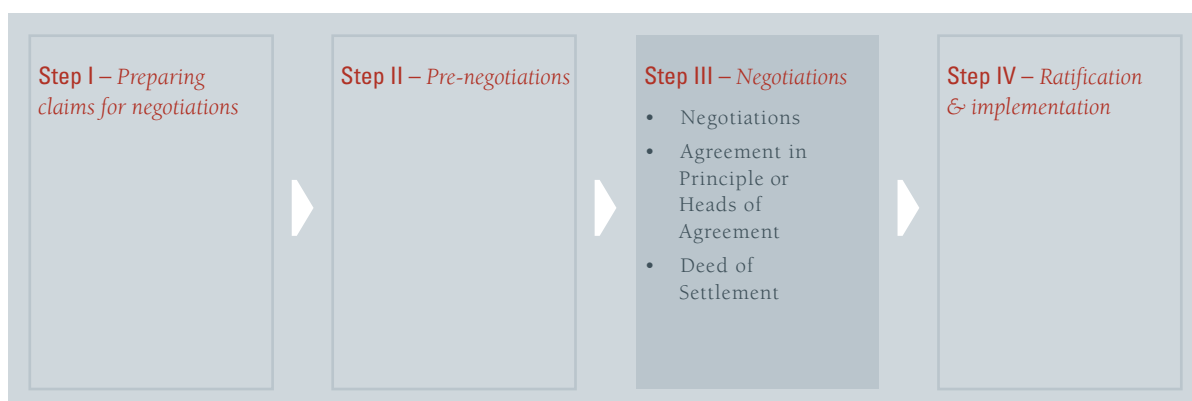 Step I – Preparing
claims for negotiations
Step II – Pre-negotiations
Step III – Negotiations
• Negotiations
• Agreement in
Principle or
Heads of
Agreement
• Deed of
Settlement
Step IV – Ratification
& implementation